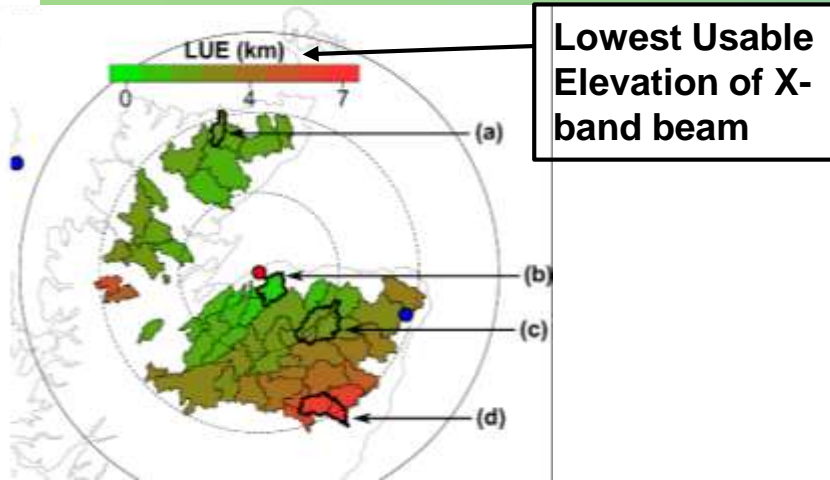 LUE (km)
0 4 7
Lowest Usable
Elevation of X-
band beam
(a)
(b)
(c)
(d)